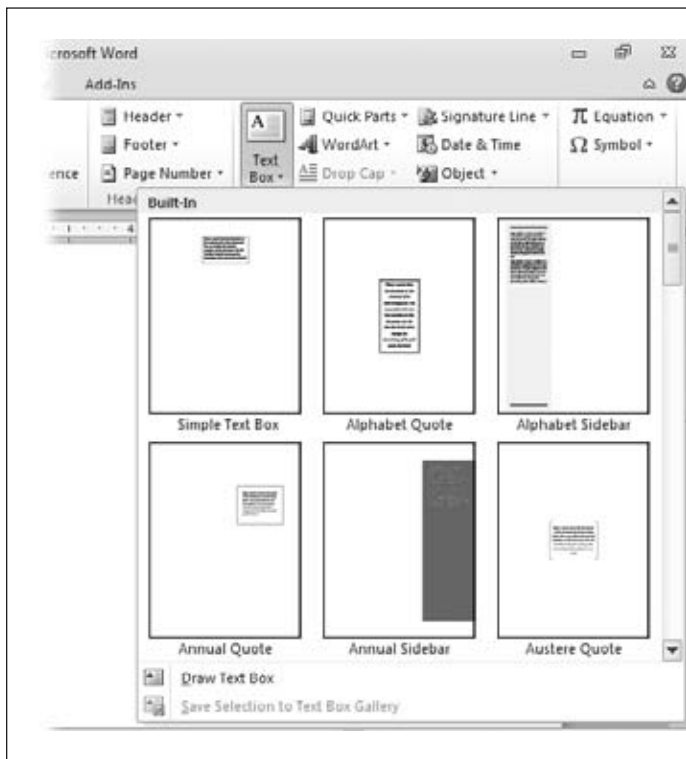 crosoft Word
Add-Ins
Header
Quick Parts
Signature Line
Equation
Footer
WordArt
Date & Time
Symbol
ence
Page Number
Text
Box
Drop Cap
Object
Hea
Built-In
4
Simple Text Box
Alphabet Quote
Alphabet Sidebar
Annual Quote
Annual Sidebar
Austere Quote
Draw Text Box
Save Selection to Text Box Gallery